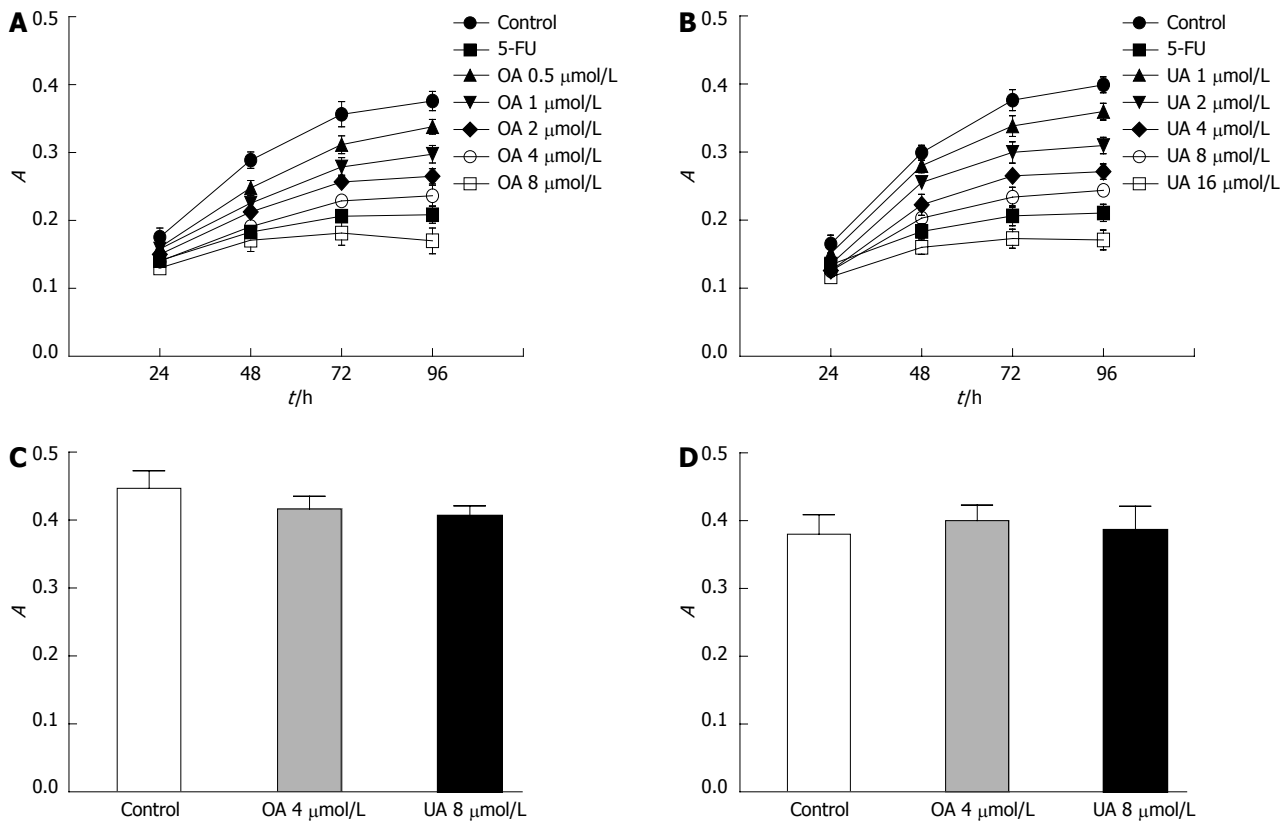 A
0.5
0.4
0.3
0.2
0.1
0.0
A
24 48 72 96
t/h
Control
5-FU
OA 0.5 μmol/L
OA 1 μmol/L
OA 2 μmol/L
OA 4 μmol/L
OA 8 μmol/L
B
0.5
0.4
0.3
0.2
0.1
0.0
A
24 48 72 96
t/h
Control
5-FU
UA 1 μmol/L
UA 2 μmol/L
UA 4 μmol/L
UA 8 μmol/L
UA 16 μmol/L
C
0.5
0.4
0.3
0.2
0.1
0.0
A
Control OA 4 μmol/L UA 8 μmol/L
D
0.5
0.4
0.3
0.2
0.1
0.0
A
Control OA 4 μmol/L UA 8 μmol/L